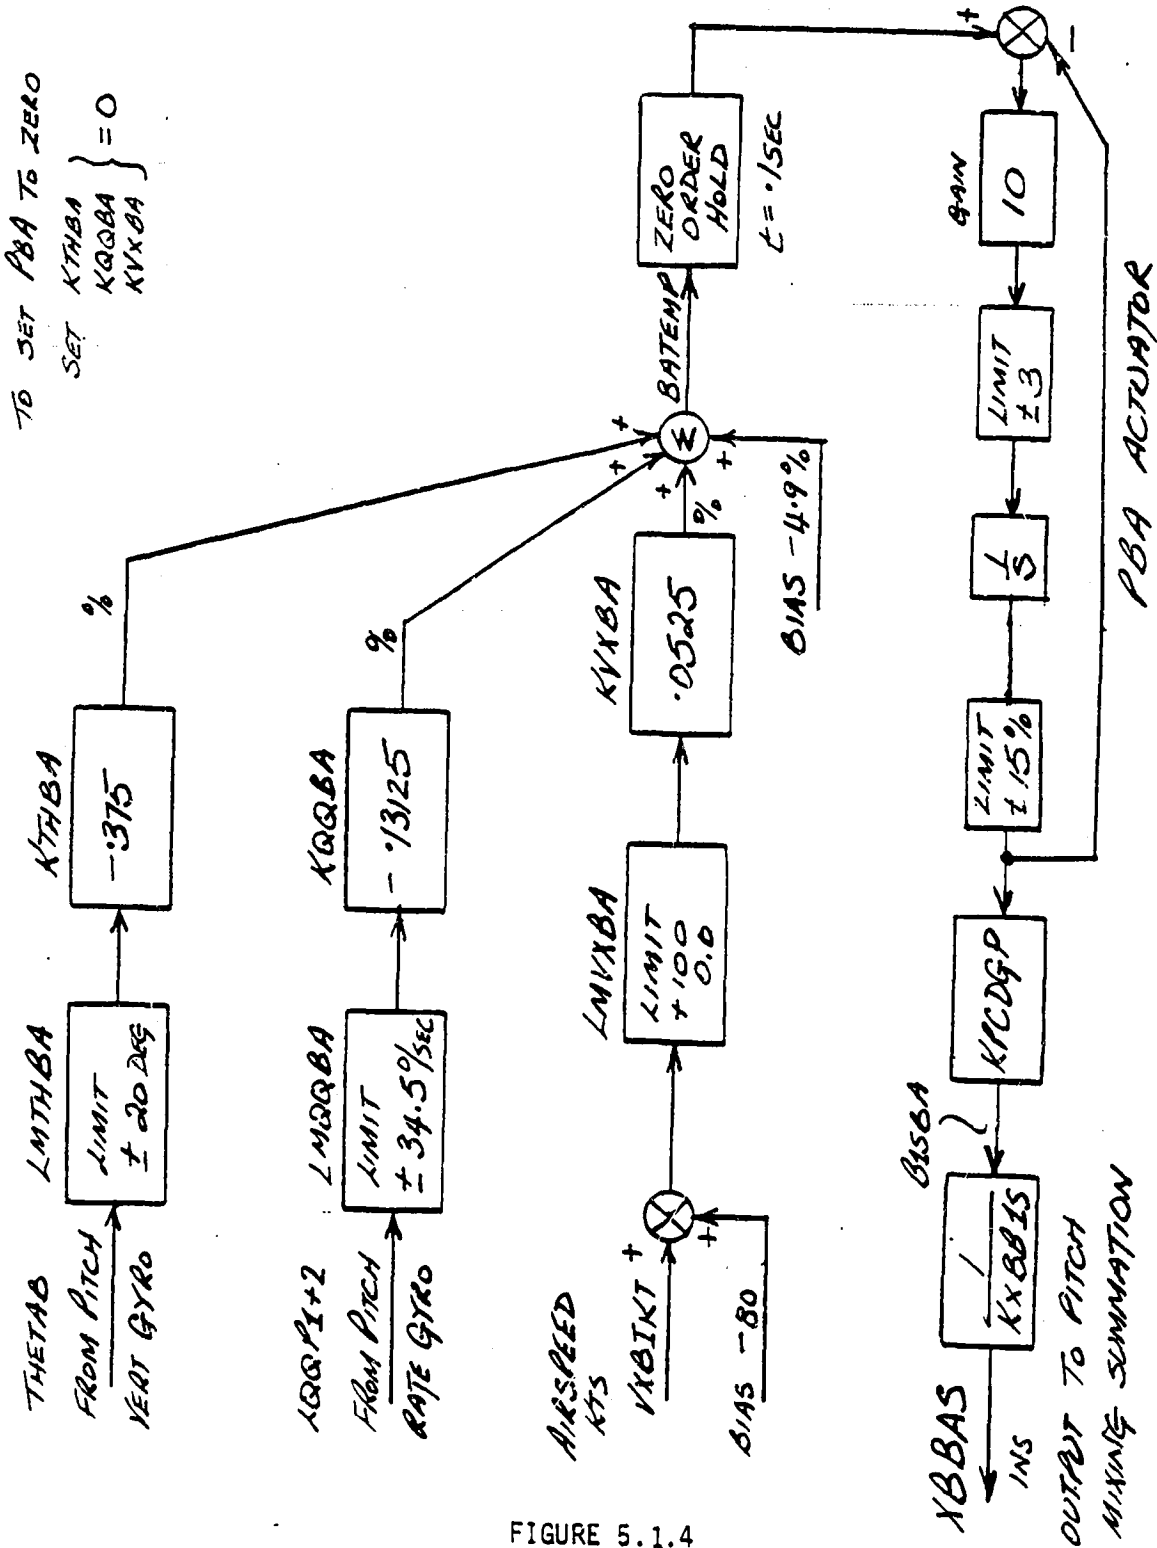 TO SET PBA TO ZERO
SET KTHBA
KQQBA
KVXBA
} = 0
THETAB
FROM PITCH
VERT GYRO
LMTHBA
LIMIT
± 20 DEG
KTHBA
-.375
%
LQQP1+2
FROM PITCH
RATE GYRO
LMQQBA
LIMIT
± 34.5°/SEC
KQQBA
-.13125
%
AIRSPEED
KTS
VXBIKT
+
+
BIAS -80
LMVXBA
LIMIT
+100
0.0
KVXBA
.0525
%
+
+
+
+
Σ
BIAS -4.9%
BATEMP
ZERO
ORDER
HOLD
t = .1SEC
+
-
GAIN
10
LIMIT
± 3
1
S
LIMIT
± 15%
PBA ACTUATOR
KPCDGP
B1SBA
1
KXBB1S
XBBAS
INS
OUTPUT TO PITCH
MIXING SUMMATION
FIGURE 5.1.4